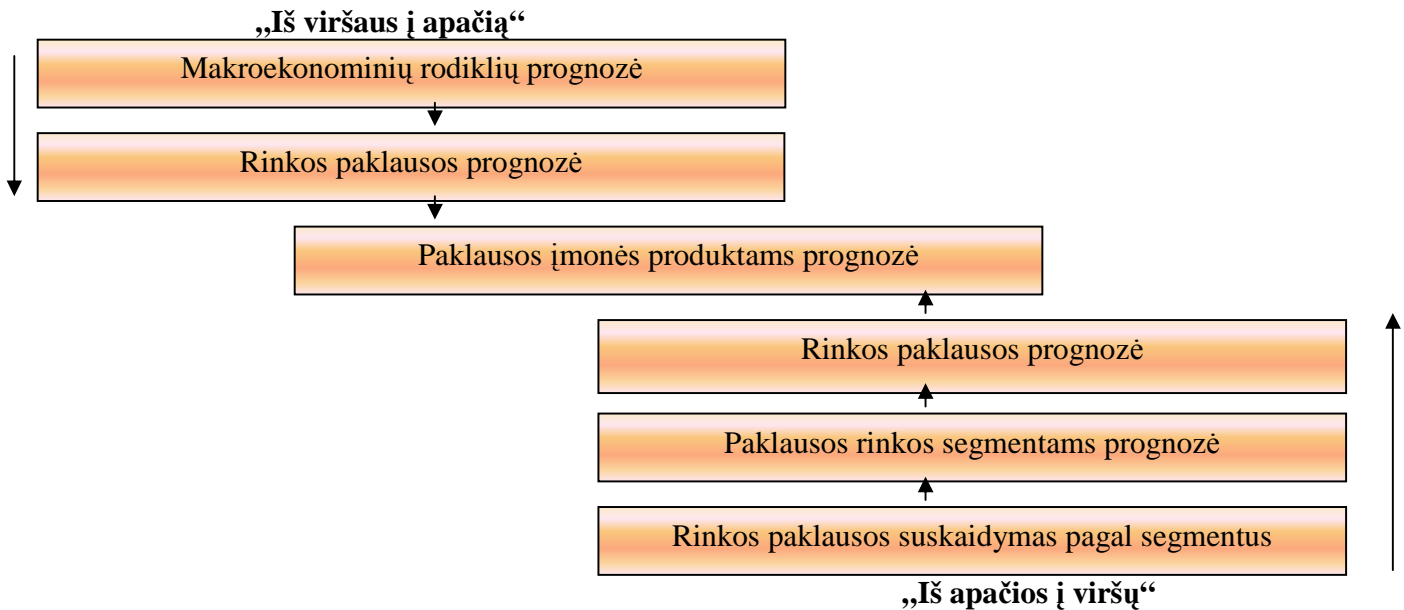 „Iš viršaus į apačią“
Makroekonominių rodiklių prognozė
Rinkos paklausos prognozė
Paklausos įmonės produktams prognozė
Rinkos paklausos prognozė
Paklausos rinkos segmentams prognozė
Rinkos paklausos suskaidymas pagal segmentus
„Iš apačios į viršų“